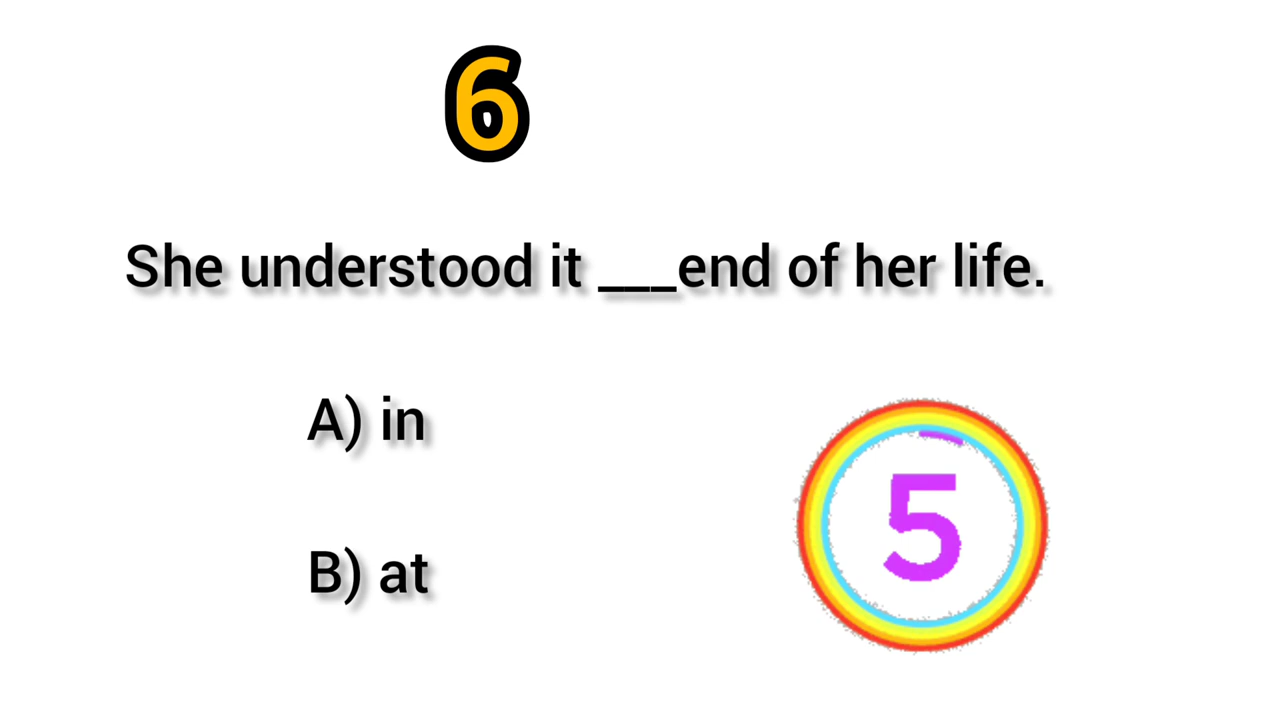 6
She understood it ___end of her life.
A) in
B) at
5